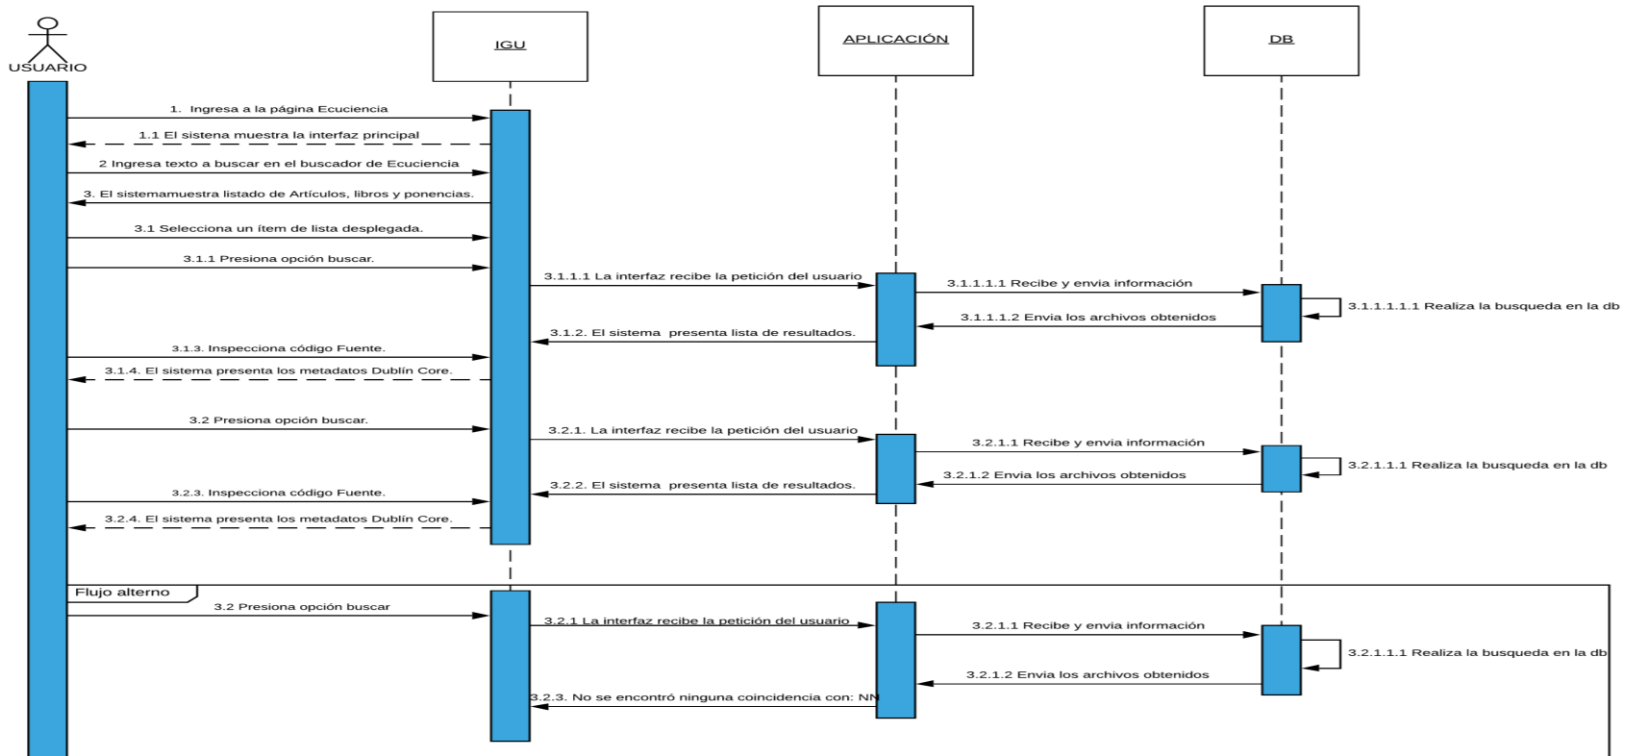 USUARIO
IGU
APLICACIÓN
DB
1. Ingresa a la página Ecuciencia
1.1 El sistena muestra la interfaz principal
2 Ingresa texto a buscar en el buscador de Ecuciencia
3. El sistemamuestra listado de Artículos, libros y ponencias.
3.1 Selecciona un ítem de lista desplegada.
3.1.1 Presiona opción buscar.
3.1.1.1 La interfaz recibe la petición del usuario
3.1.1.1.1 Recibe y envia información
3.1.1.1.1.1 Realiza la busqueda en la db
3.1.1.1.2 Envia los archivos obtenidos
3.1.2. El sistema presenta lista de resultados.
3.1.3. Inspecciona código Fuente.
3.1.4. El sistema presenta los metadatos Dublín Core.
3.2 Presiona opción buscar.
3.2.1. La interfaz recibe la petición del usuario
3.2.1.1 Recibe y envia información
3.2.1.1.1 Realiza la busqueda en la db
3.2.1.2 Envia los archivos obtenidos
3.2.2. El sistema presenta lista de resultados.
3.2.3. Inspecciona código Fuente.
3.2.4. El sistema presenta los metadatos Dublín Core.
Flujo alterno
3.2 Presiona opción buscar
3.2.1 La interfaz recibe la petición del usuario
3.2.1.1 Recibe y envia información
3.2.1.1.1 Realiza la busqueda en la db
3.2.1.2 Envia los archivos obtenidos
3.2.3. No se encontró ninguna coincidencia con: NN